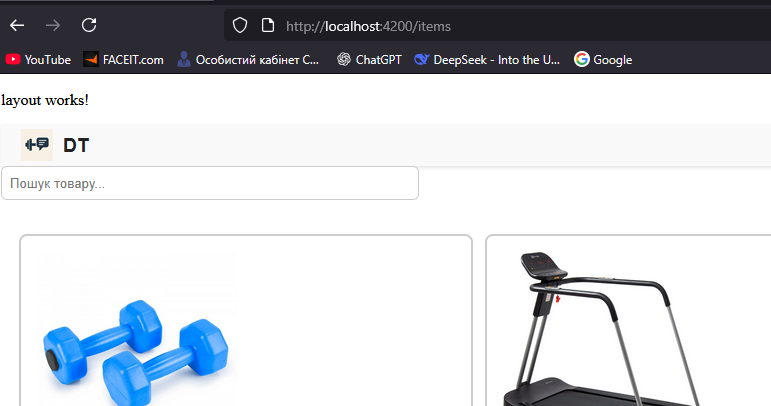 http://localhost:4200/items
YouTube FACEIT.com Особистий кабінет С... ChatGPT DeepSeek - Into the U... Google
layout works!
DT
Пошук товару...